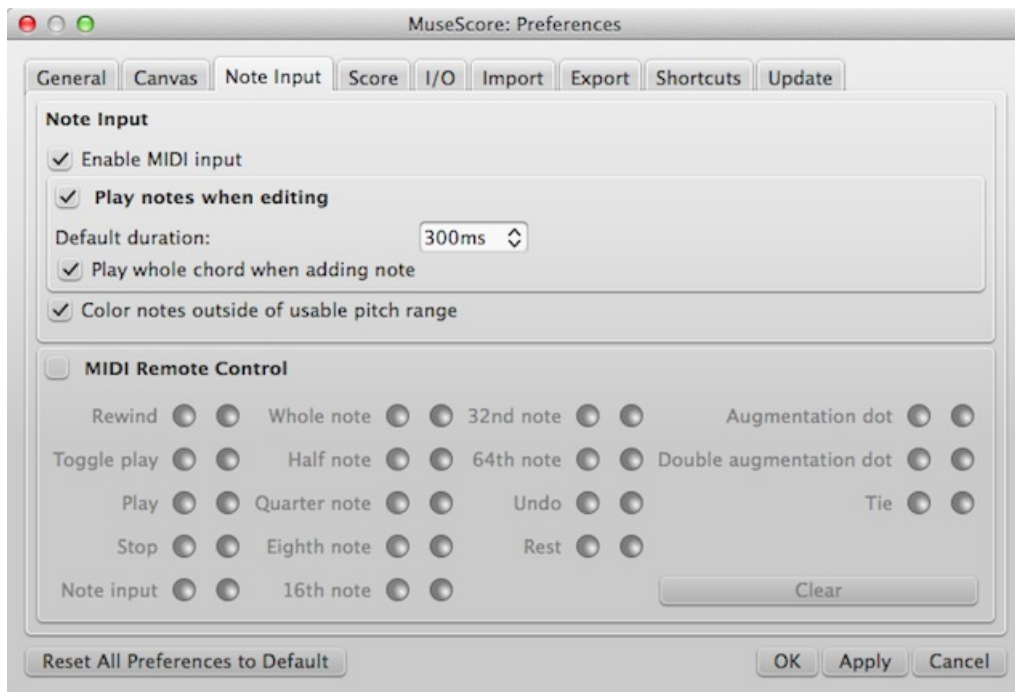 MuseScore: Preferences
General Canvas Note Input Score I/O Import Export Shortcuts Update
Note Input
Enable MIDI input
Play notes when editing
Default duration: 300ms
Play whole chord when adding note
Color notes outside of usable pitch range
MIDI Remote Control
Rewind Whole note 32nd note Augmentation dot
Toggle play Half note 64th note Double augmentation dot
Play Quarter note Undo Tie
Stop Eighth note Rest
Note input 16th note Clear
Reset All Preferences to Default OK Apply Cancel